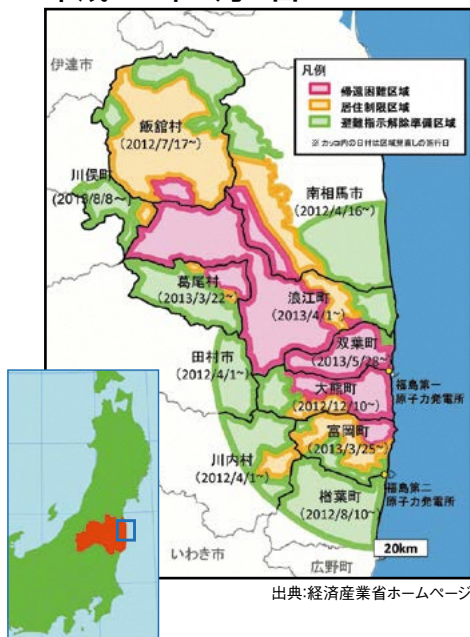 伊達市
凡例
帰還困難区域
居住制限区域
避難指示解除準備区域
※ カッコ内の日付は区域見直しの施行日
飯舘村
(2012/7/17~)
川俣町
(2013/8/8~)
南相馬市
(2012/4/16~)
葛尾村
(2013/3/22~)
浪江町
(2013/4/1~)
田村市
(2012/4/1~)
双葉町
(2013/5/28~)
大熊町
(2012/12/10~)
福島第一
原子力発電所
富岡町
(2013/3/25~)
川内村
(2012/4/1~)
福島第二
原子力発電所
楢葉町
(2012/8/10~)
いわき市
広野町
20km
出典:経済産業省ホームページ